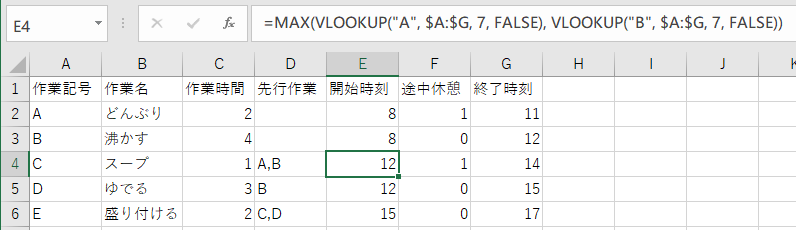 E4 fx =MAX(VLOOKUP("A", $A:$G, 7, FALSE), VLOOKUP("B", $A:$G, 7, FALSE))
A B C D E F G H I J K
1 作業記号 作業名 作業時間 先行作業 開始時刻 途中休憩 終了時刻
2 A どんぶり 2 8 1 11
3 B 沸かす 4 8 0 12
4 C スープ 1 A,B 12 1 14
5 D ゆでる 3 B 12 0 15
6 E 盛り付ける 2 C,D 15 0 17